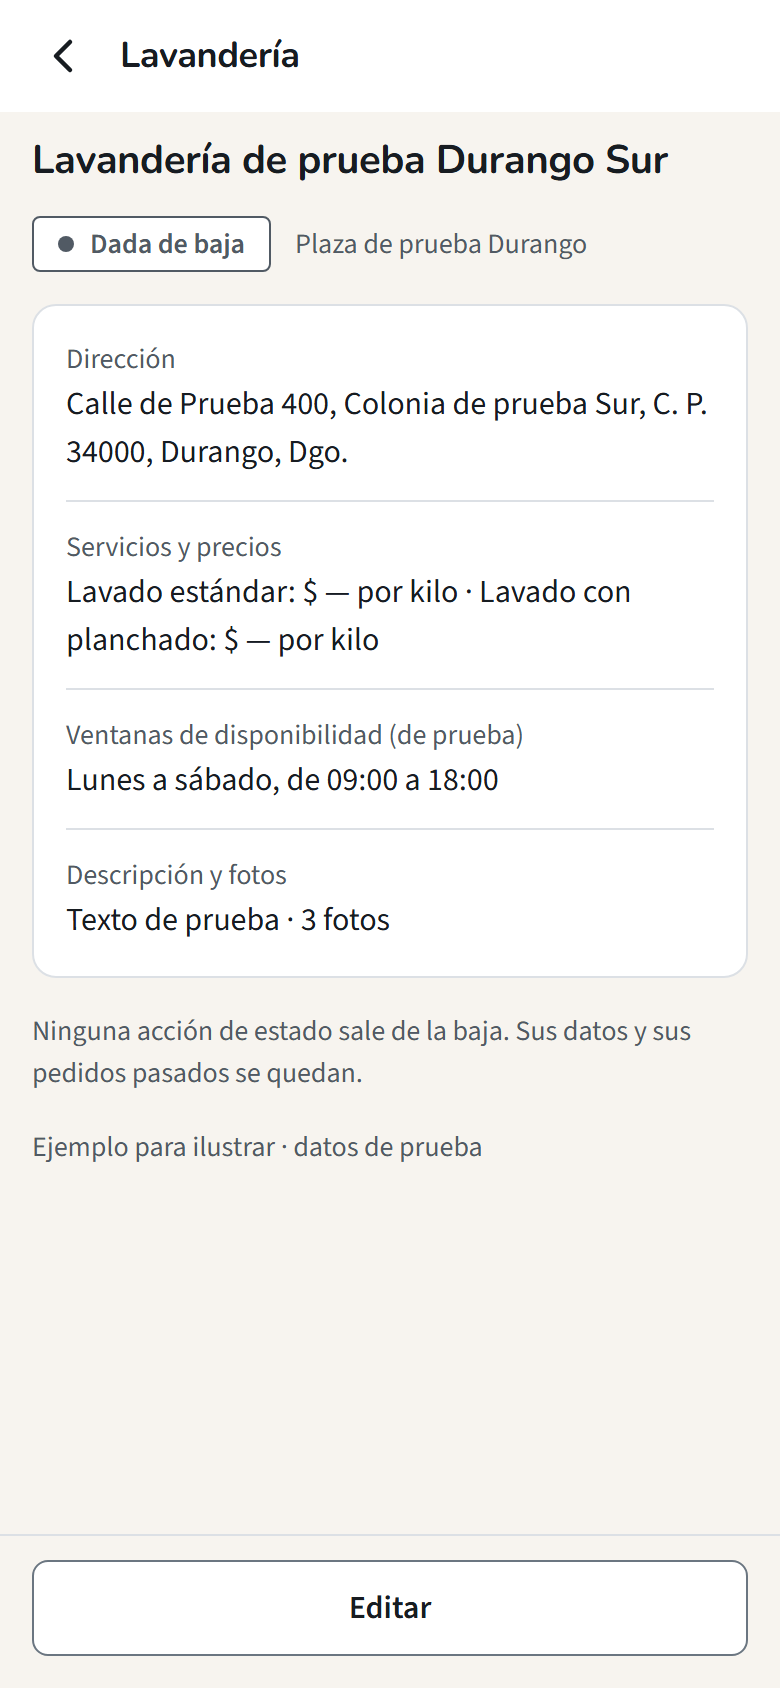 Lavandería
Lavandería de prueba Durango Sur
Dada de baja
Plaza de prueba Durango
Dirección
Calle de Prueba 400, Colonia de prueba Sur, C. P.
34000, Durango, Dgo.
Servicios y precios
Lavado estándar: $ — por kilo · Lavado con
planchado: $ — por kilo
Ventanas de disponibilidad (de prueba)
Lunes a sábado, de 09:00 a 18:00
Descripción y fotos
Texto de prueba · 3 fotos
Ninguna acción de estado sale de la baja. Sus datos y sus
pedidos pasados se quedan.
Ejemplo para ilustrar · datos de prueba
Editar